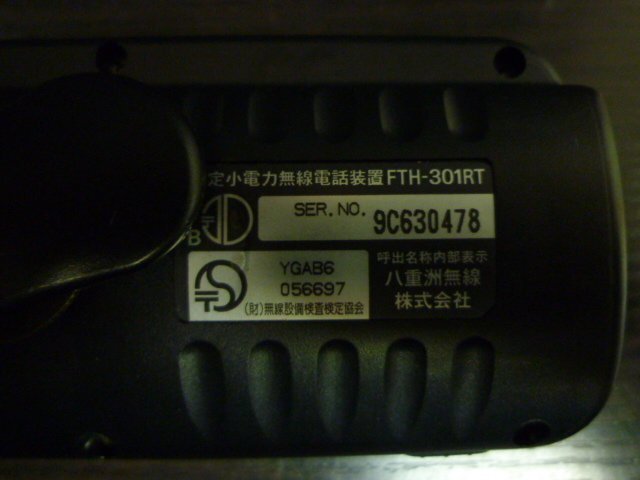 定小電力無線電話装置 FTH-301RT
B
SER. NO. 9C630478
YGAB6
056697
(財)無線設備検査検定協会
呼出名称内部表示
八重洲無線
株式会社